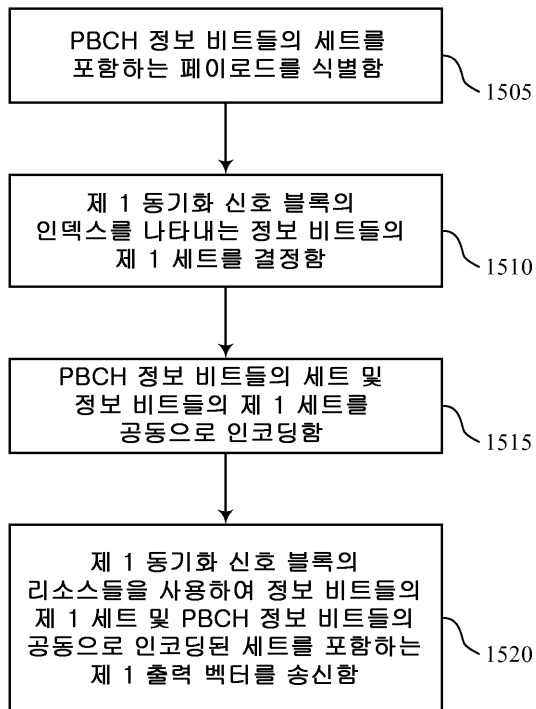 PBCH 정보 비트들의 세트를
포함하는 페이로드를 식별함
1505
제 1 동기화 신호 블록의
인덱스를 나타내는 정보 비트들의
제 1 세트를 결정함
1510
PBCH 정보 비트들의 세트 및
정보 비트들의 제 1 세트를
공동으로 인코딩함
1515
제 1 동기화 신호 블록의
리소스들을 사용하여 정보 비트들의
제 1 세트 및 PBCH 정보 비트들의
공동으로 인코딩된 세트를 포함하는
제 1 출력 벡터를 송신함
1520